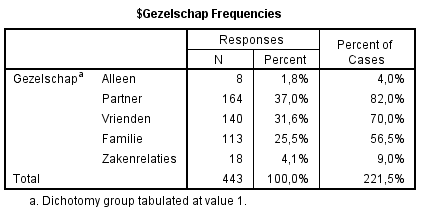 $Gezelschap Frequencies
Responses Percent of Cases
N Percent
Gezelschapa Alleen 8 1,8% 4,0%
Partner 164 37,0% 82,0%
Vrienden 140 31,6% 70,0%
Familie 113 25,5% 56,5%
Zakenrelaties 18 4,1% 9,0%
Total 443 100,0% 221,5%
a. Dichotomy group tabulated at value 1.